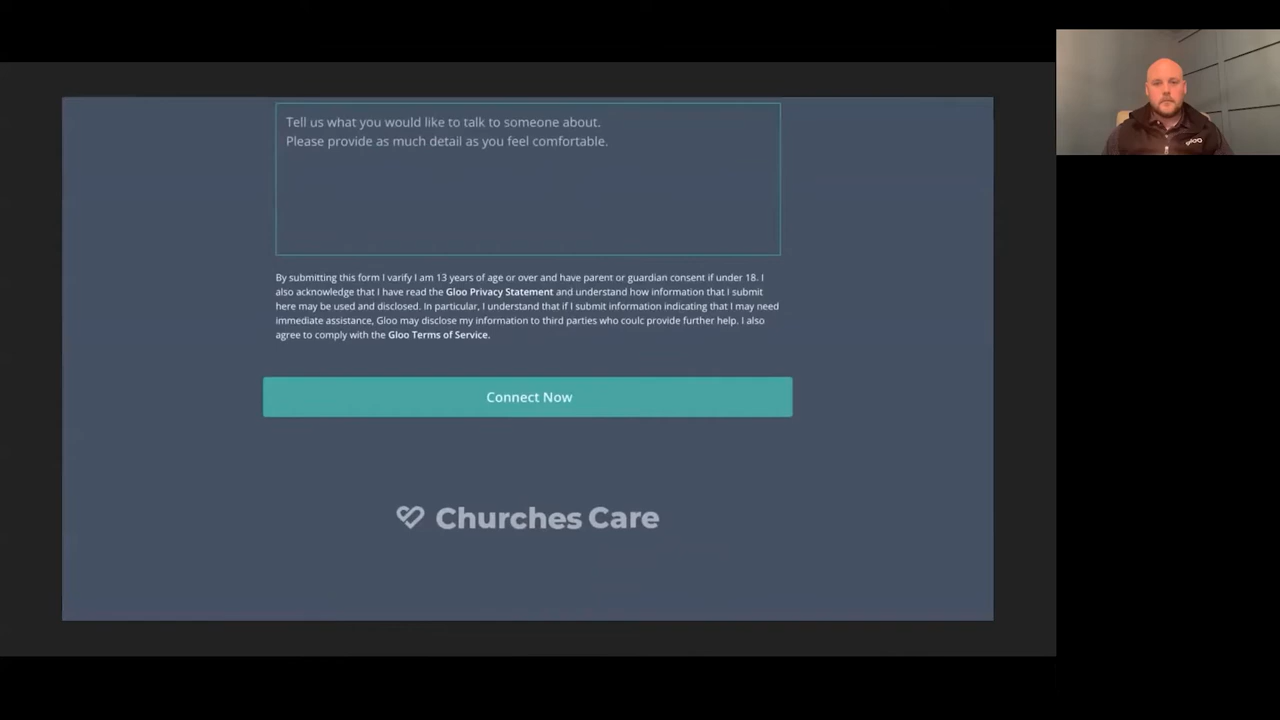 Tell us what you would like to talk to someone about.
Please provide as much detail as you feel comfortable.
By submitting this form I varify I am 13 years of age or over and have parent or guardian consent if under 18. I
also acknowledge that I have read the Gloo Privacy Statement and understand how information that I submit
here may be used and disclosed. In particular, I understand that if I submit information indicating that I may need
immediate assistance, Gloo may disclose my information to third parties who coulc provide further help. I also
agree to comply with the Gloo Terms of Service.
Connect Now
Churches Care